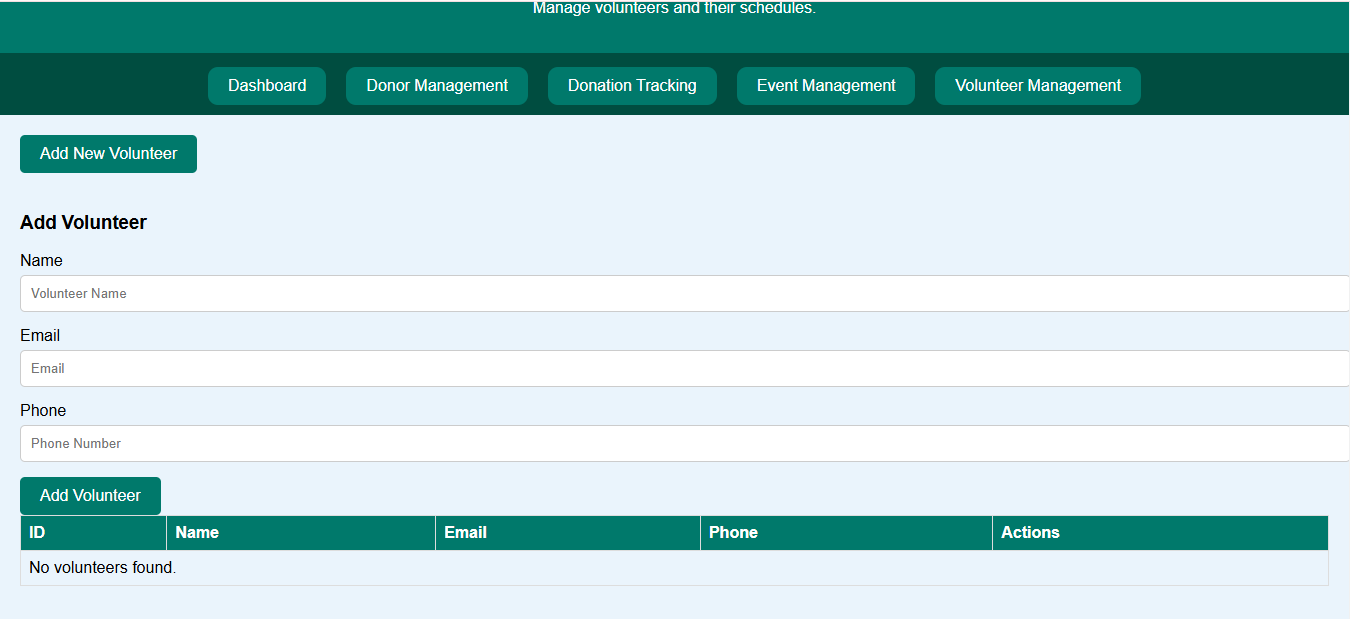 Manage volunteers and their schedules.
Dashboard Donor Management Donation Tracking Event Management Volunteer Management
Add New Volunteer
Add Volunteer
Name
Volunteer Name
Email
Email
Phone
Phone Number
Add Volunteer
ID Name Email Phone Actions
No volunteers found.